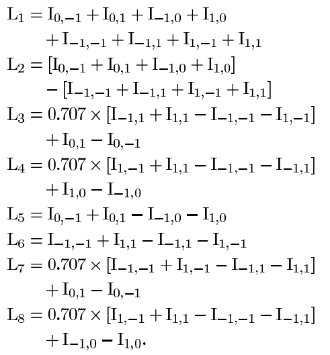 L₁ = I₀,₋₁ + I₀,₁ + I₋₁,₀ + I₁,₀
+ I₋₁,₋₁ + I₋₁,₁ + I₁,₋₁ + I₁,₁
L₂ = [I₀,₋₁ + I₀,₁ + I₋₁,₀ + I₁,₀]
− [I₋₁,₋₁ + I₋₁,₁ + I₁,₋₁ + I₁,₁]
L₃ = 0.707 × [I₋₁,₁ + I₁,₁ − I₋₁,₋₁ − I₁,₋₁]
+ I₀,₁ − I₀,₋₁
L₄ = 0.707 × [I₁,₋₁ + I₁,₁ − I₋₁,₋₁ − I₋₁,₁]
+ I₁,₀ − I₋₁,₀
L₅ = I₀,₋₁ + I₀,₁ − I₋₁,₀ − I₁,₀
L₆ = I₋₁,₋₁ + I₁,₁ − I₋₁,₁ − I₁,₋₁
L₇ = 0.707 × [I₋₁,₋₁ + I₁,₋₁ − I₋₁,₁ − I₁,₁]
+ I₀,₁ − I₀,₋₁
L₈ = 0.707 × [I₁,₋₁ + I₁,₁ − I₋₁,₋₁ − I₋₁,₁]
+ I₋₁,₀ − I₁,₀.